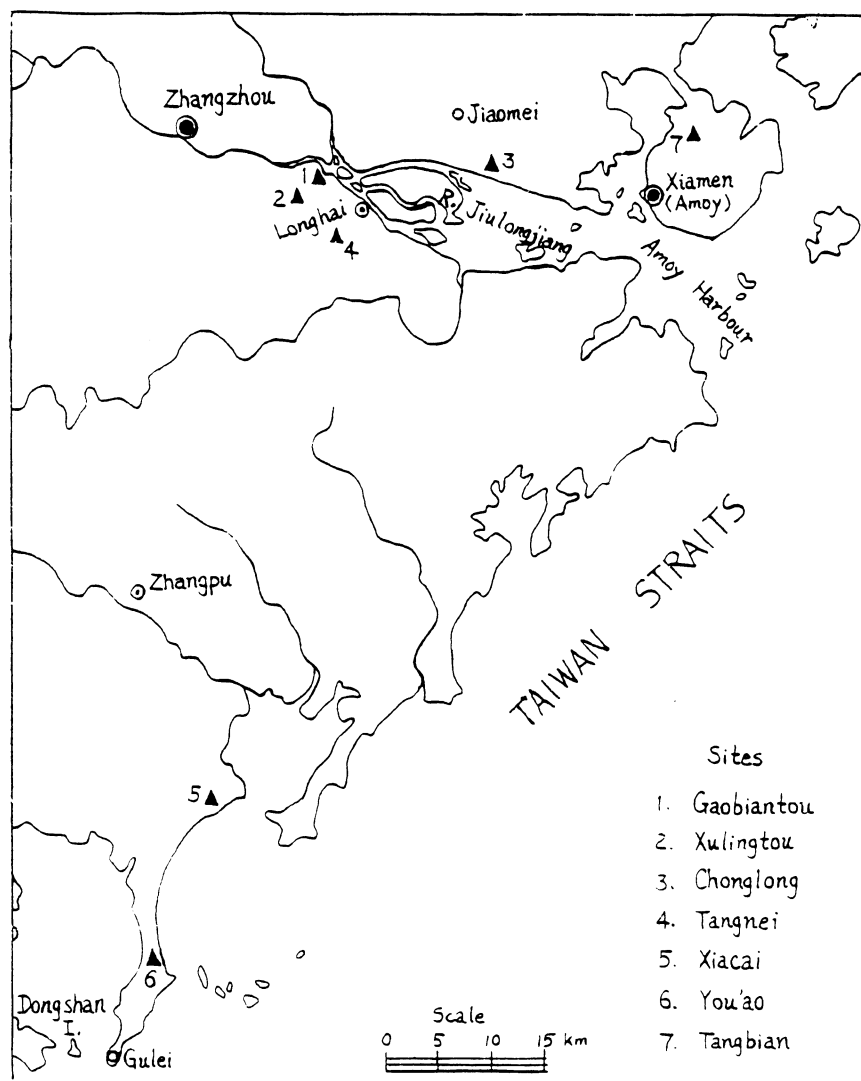 Zhangzhou
Jiaomei
7
3
1
2
Longhai
4
R. Jiulongjiang
Xiamen
(Amoy)
Amoy Harbour
Zhangpu
TAIWAN STRAITS
5
6
Dongshan
I.
Gulei
Sites
1. Gaobiantou
2. Xulingtou
3. Chonglong
4. Tangnei
5. Xiacai
6. You'ao
7. Tangbian
Scale
0 5 10 15 km